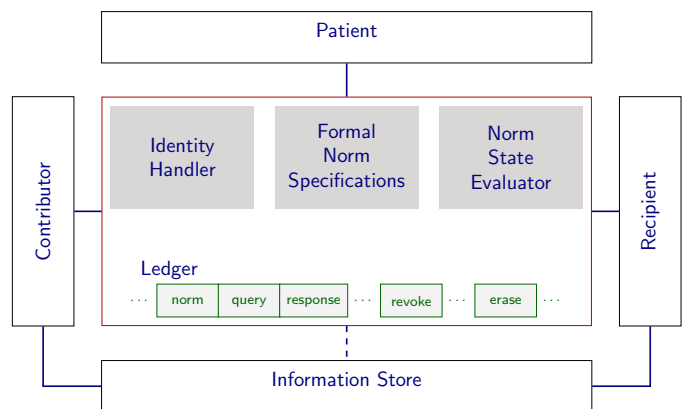 Patient
Contributor
Identity
Handler
Formal
Norm
Specifications
Norm
State
Evaluator
Recipient
Ledger
... norm query response ... revoke ... erase ...
Information Store